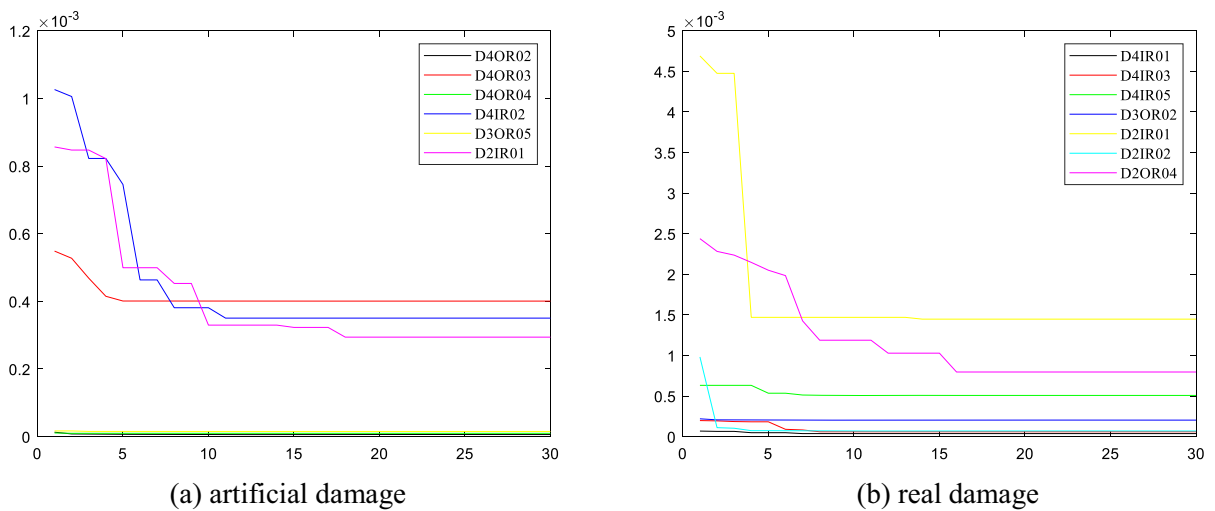 ×10⁻³
1.2
1
0.8
0.6
0.4
0.2
0
0 5 10 15 20 25 30
D4OR02
D4OR03
D4OR04
D4IR02
D3OR05
D2IR01
(a) artificial damage
×10⁻³
5
4.5
4
3.5
3
2.5
2
1.5
1
0.5
0
0 5 10 15 20 25 30
D4IR01
D4IR03
D4IR05
D3OR02
D2IR01
D2IR02
D2OR04
(b) real damage